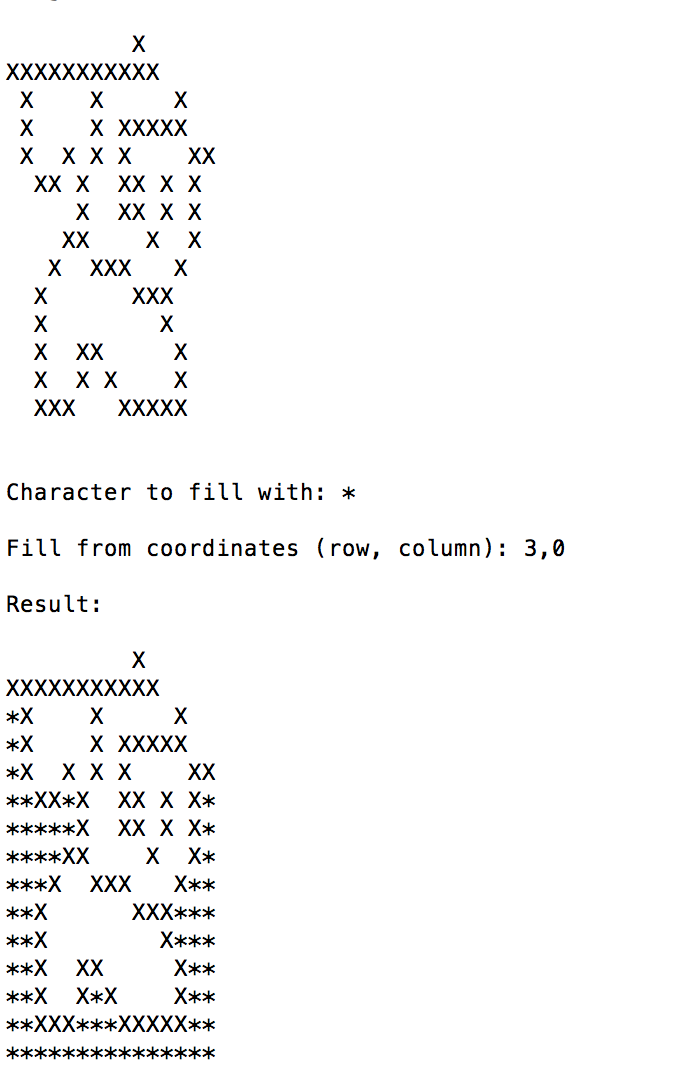 X
XXXXXXXXXXX
 X    X     X
 X    X XXXXX
 X  X X X    XX
  XX X  XX X X
     X  XX X X
    XX    X  X
   X  XXX   X
  X      XXX
  X        X
  X  XX     X
  X  X X    X
  XXX   XXXXX
Character to fill with: *
Fill from coordinates (row, column): 3,0
Result:
         X
XXXXXXXXXXX
*X    X     X
*X    X XXXXX
*X  X X X    XX
**XX*X  XX X X*
*****X  XX X X*
****XX    X  X*
***X  XXX   X**
**X      XXX***
**X        X***
**X  XX     X**
**X  X*X    X**
**XXX***XXXXX**
***************